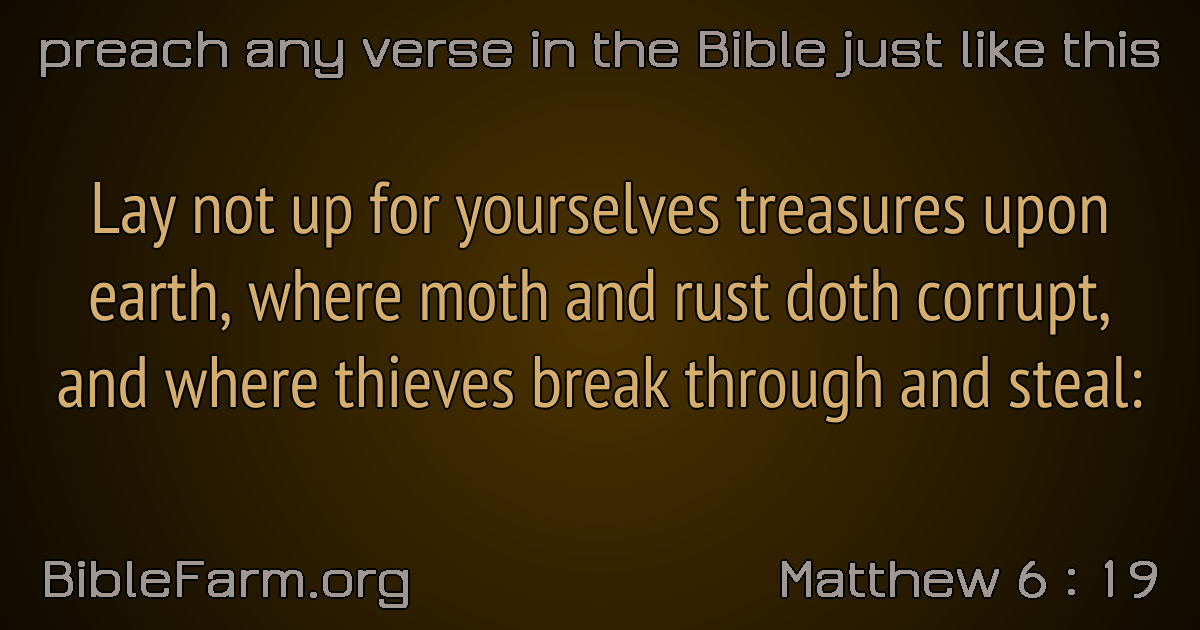 preach any verse in the Bible just like this
Lay not up for yourselves treasures upon
earth, where moth and rust doth corrupt,
and where thieves break through and steal:
BibleFarm.org
Matthew 6 : 19